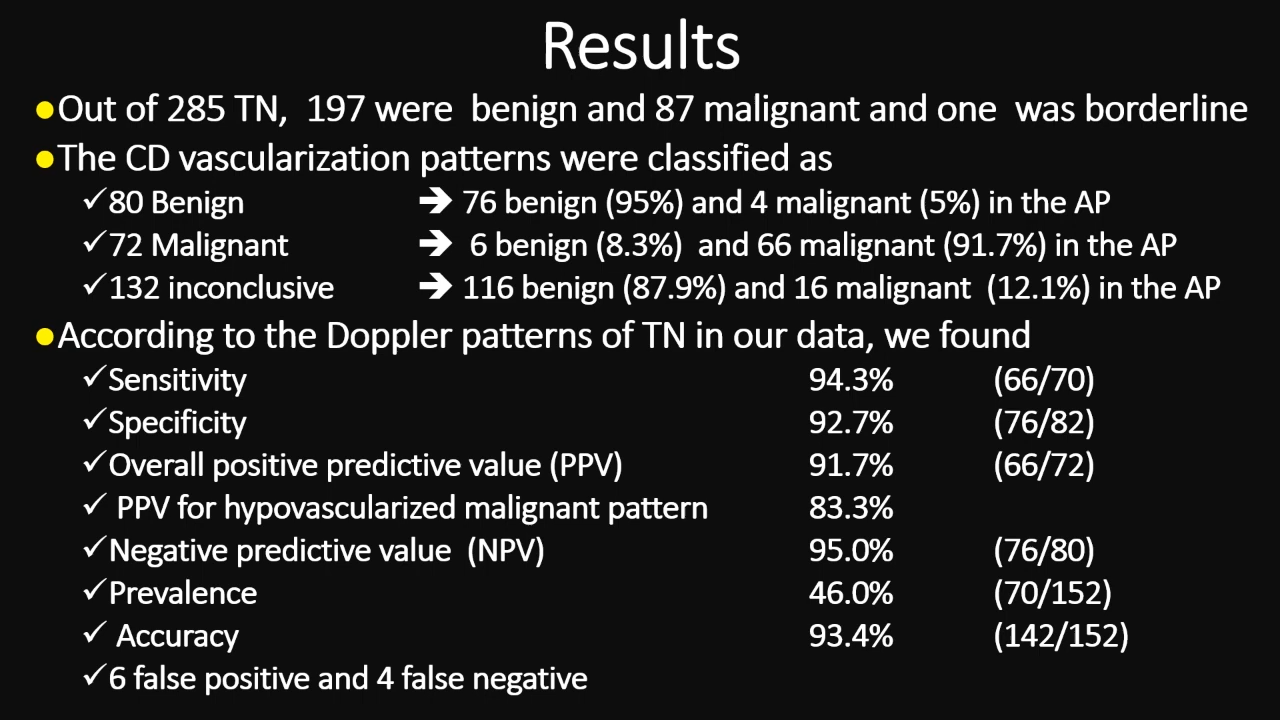 Results
●Out of 285 TN, 197 were benign and 87 malignant and one was borderline
●The CD vascularization patterns were classified as
✓80 Benign ➔ 76 benign (95%) and 4 malignant (5%) in the AP
✓72 Malignant ➔ 6 benign (8.3%) and 66 malignant (91.7%) in the AP
✓132 inconclusive ➔ 116 benign (87.9%) and 16 malignant (12.1%) in the AP
●According to the Doppler patterns of TN in our data, we found
✓Sensitivity 94.3% (66/70)
✓Specificity 92.7% (76/82)
✓Overall positive predictive value (PPV) 91.7% (66/72)
✓ PPV for hypovascularized malignant pattern 83.3%
✓Negative predictive value (NPV) 95.0% (76/80)
✓Prevalence 46.0% (70/152)
✓ Accuracy 93.4% (142/152)
✓6 false positive and 4 false negative